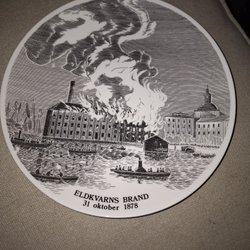 ELDKVARNS BRAND
31 oktober 1878